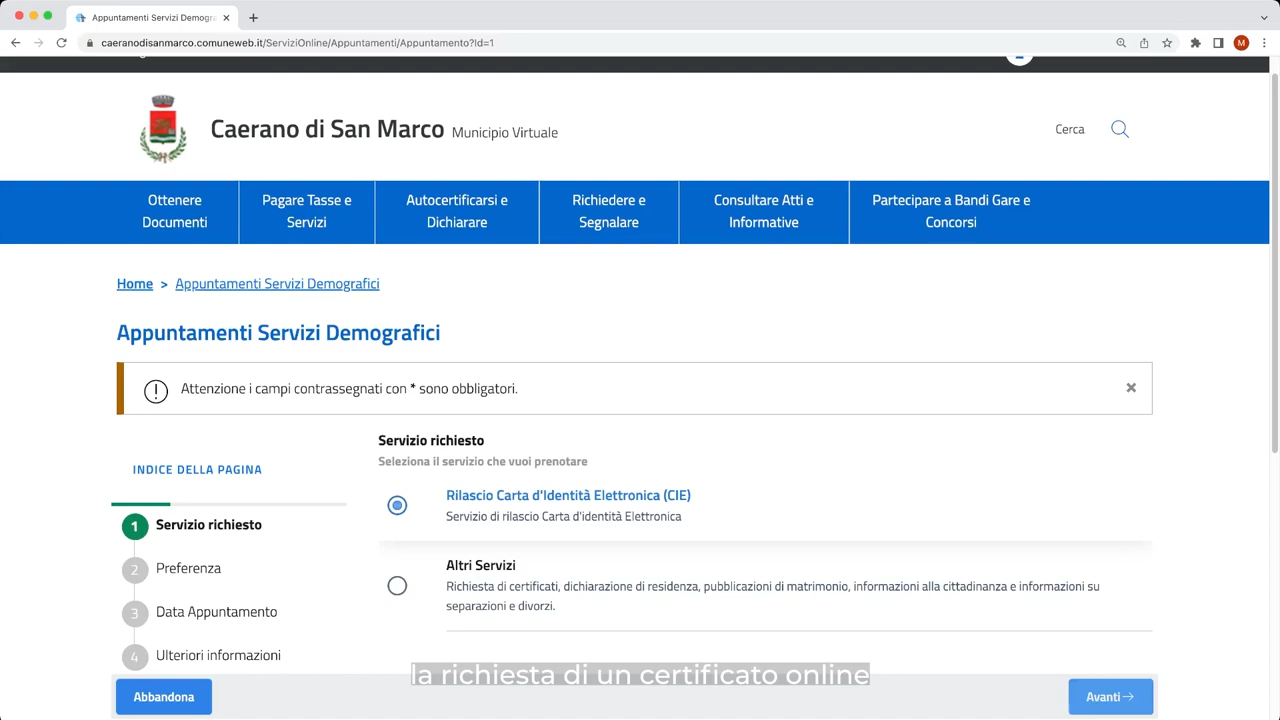 Appuntamenti Servizi Demogra
caeranodisanmarco.comuneweb.it/ServiziOnline/Appuntamenti/Appuntamento?Id=1
M
Caerano di San Marco Municipio Virtuale
Cerca
Ottenere
Documenti
Pagare Tasse e
Servizi
Autocertificarsi e
Dichiarare
Richiedere e
Segnalare
Consultare Atti e
Informative
Partecipare a Bandi Gare e
Concorsi
Home > Appuntamenti Servizi Demografici
Appuntamenti Servizi Demografici
Attenzione i campi contrassegnati con * sono obbligatori.
INDICE DELLA PAGINA
1 Servizio richiesto
2 Preferenza
3 Data Appuntamento
4 Ulteriori informazioni
Servizio richiesto
Seleziona il servizio che vuoi prenotare
Rilascio Carta d'Identità Elettronica (CIE)
Servizio di rilascio Carta d'identità Elettronica
Altri Servizi
Richiesta di certificati, dichiarazione di residenza, pubblicazioni di matrimonio, informazioni alla cittadinanza e informazioni su
separazioni e divorzi.
la richiesta di un certificato online
Abbandona
Avanti